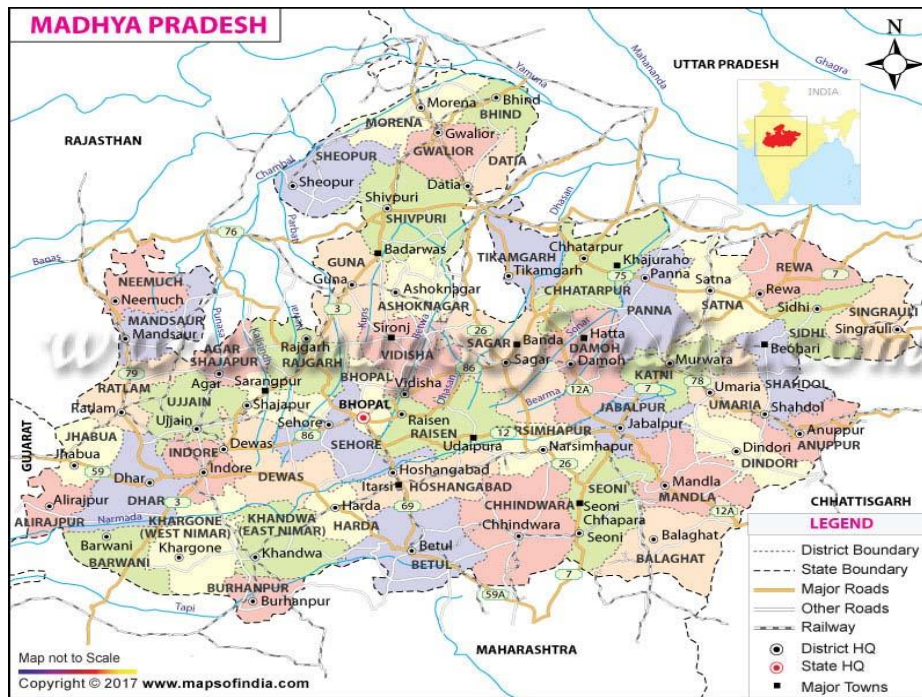 MADHYA PRADESH
N
UTTAR PRADESH
INDIA
RAJASTHAN
GUJARAT
CHHATTISGARH
MAHARASHTRA
Yamuna
Mahananda
Ghagra
Chambal
Parbati
Banas
Dhasan
Morena
MORENA
Bhind
BHIND
Gwalior
GWALIOR
SHEOPUR
Sheopur
DATIA
Datia
Shivpuri
SHIVPURI
76
Badarwas
GUNA
Guna
TIKAMGARH
Tikamgarh
Chhatarpur
CHHATARPUR
Khajuraho
75
Panna
PANNA
Satna
SATNA
REWA
Rewa
7
Sidhi
SIDHI
SINGRAULI
Singrauli
NEEMUCH
Neemuch
MANDSAUR
Mandsaur
3
Ashoknagar
ASHOKNAGAR
Kuns
Betwa
Sironj
VIDISHA
Vidisha
26
SAGAR
Sagar
Banda
86
Sonar
Hatta
DAMOH
Damoh
Murwara
KATNI
Beohari
AGAR
SHAJAPUR
Agar
Rajgarh
RAJGARH
Sarangpur
Shajapur
79
RATLAM
Ratlam
UJJAIN
Ujjain
BHOPAL
BHOPAL
Sehore
SEHORE
86
Dhasan
Raisen
RAISEN
Udaipura
Bearma
12A
12
7
78
Umaria
UMARIA
SHAHDOL
Shahdol
Anuppur
ANUPPUR
JABALPUR
Jabalpur
RSIMHAPUR
Narsimhapur
Dindori
DINDORI
JHABUA
Jhabua
59
INDORE
Indore
Dewas
DEWAS
Dhar
DHAR
Alirajpur
ALIRAJPUR
3
Narmada
Hoshangabad
HOSHANGABAD
Itarsi
26
69
Harda
HARDA
SEONI
Seoni
Chhapara
Seoni
CHHINDWARA
Chhindwara
Mandla
MANDLA
12A
KHARGONE
(WEST NIMAR)
Khargone
KHANDWA
(EAST NIMAR)
Khandwa
Barwani
BARWANI
Betul
BETUL
Balaghat
BALAGHAT
BURHANPUR
Burhanpur
Tapi
59A
7
LEGEND
District Boundary
State Boundary
Major Roads
Other Roads
Railway
District HQ
State HQ
Major Towns
Map not to Scale
Copyright © 2017 www.mapsofindia.com